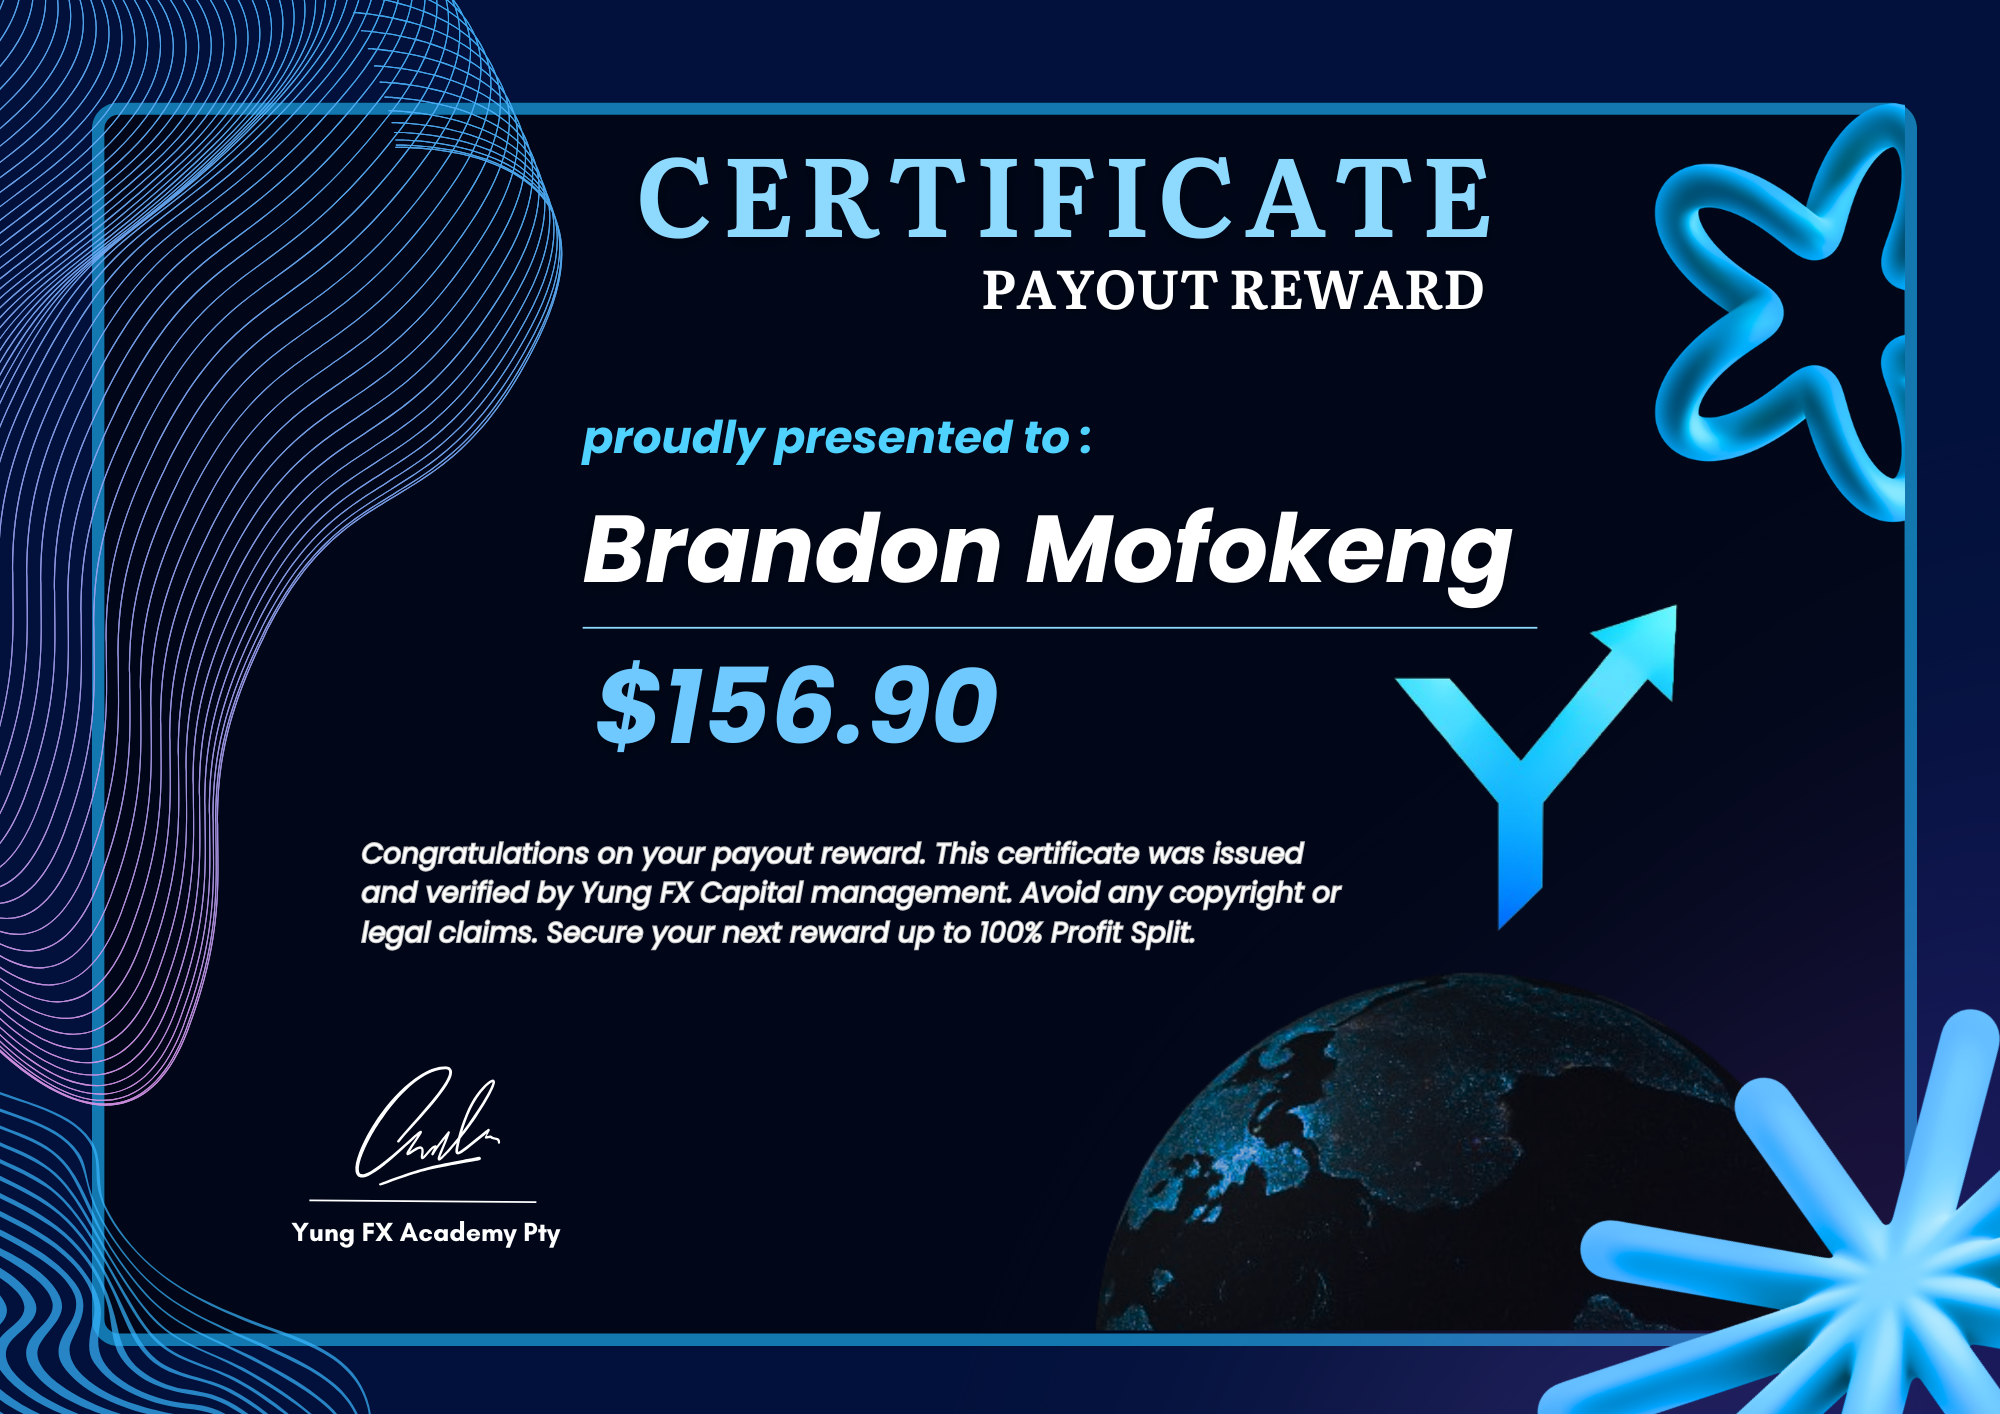 CERTIFICATE
PAYOUT REWARD
proudly presented to :
Brandon Mofokeng
$156.90
Congratulations on your payout reward. This certificate was issued
and verified by Yung FX Capital management. Avoid any copyright or
legal claims. Secure your next reward up to 100% Profit Split.
Yung FX Academy Pty